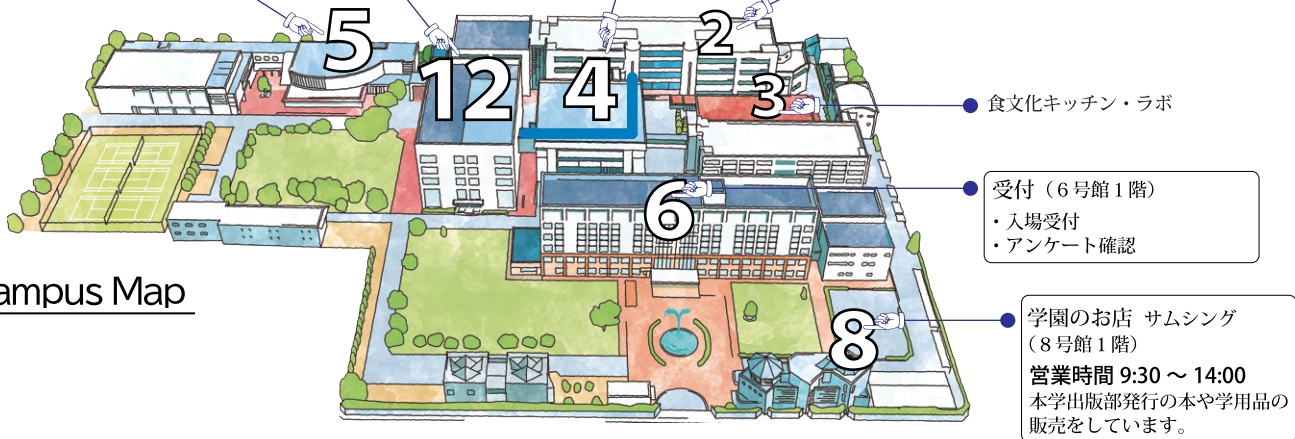 5
12
4
2
3
食文化キッチン・ラボ
6
受付（６号館１階）
・入場受付
・アンケート確認
ampus Map
8
学園のお店 サムシング
（８号館１階）
営業時間 9:30 ～ 14:00
本学出版部発行の本や学用品の
販売をしています。